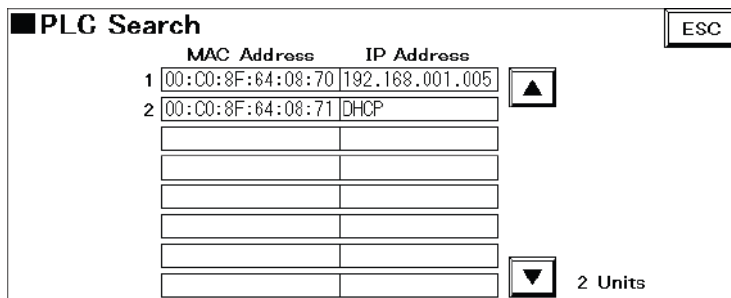 ■PLC Search
ESC
MAC Address IP Address
1 00:C0:8F:64:08:70 192.168.001.005
▲
2 00:C0:8F:64:08:71 DHCP
▼ 2 Units